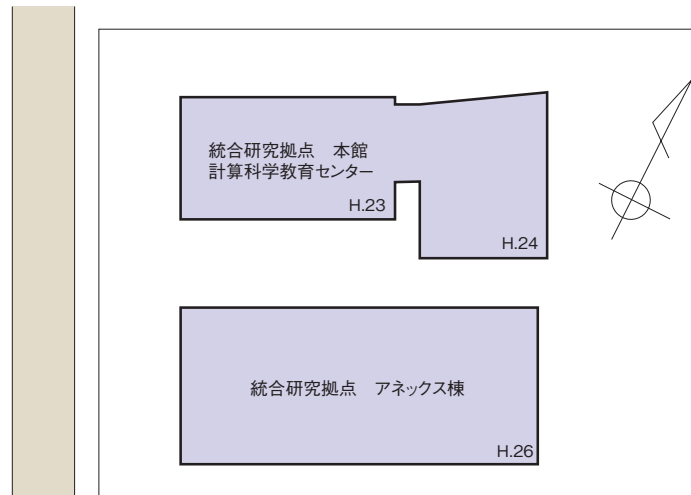 統合研究拠点　本館
計算科学教育センター
H.23
H.24
統合研究拠点　アネックス棟
H.26